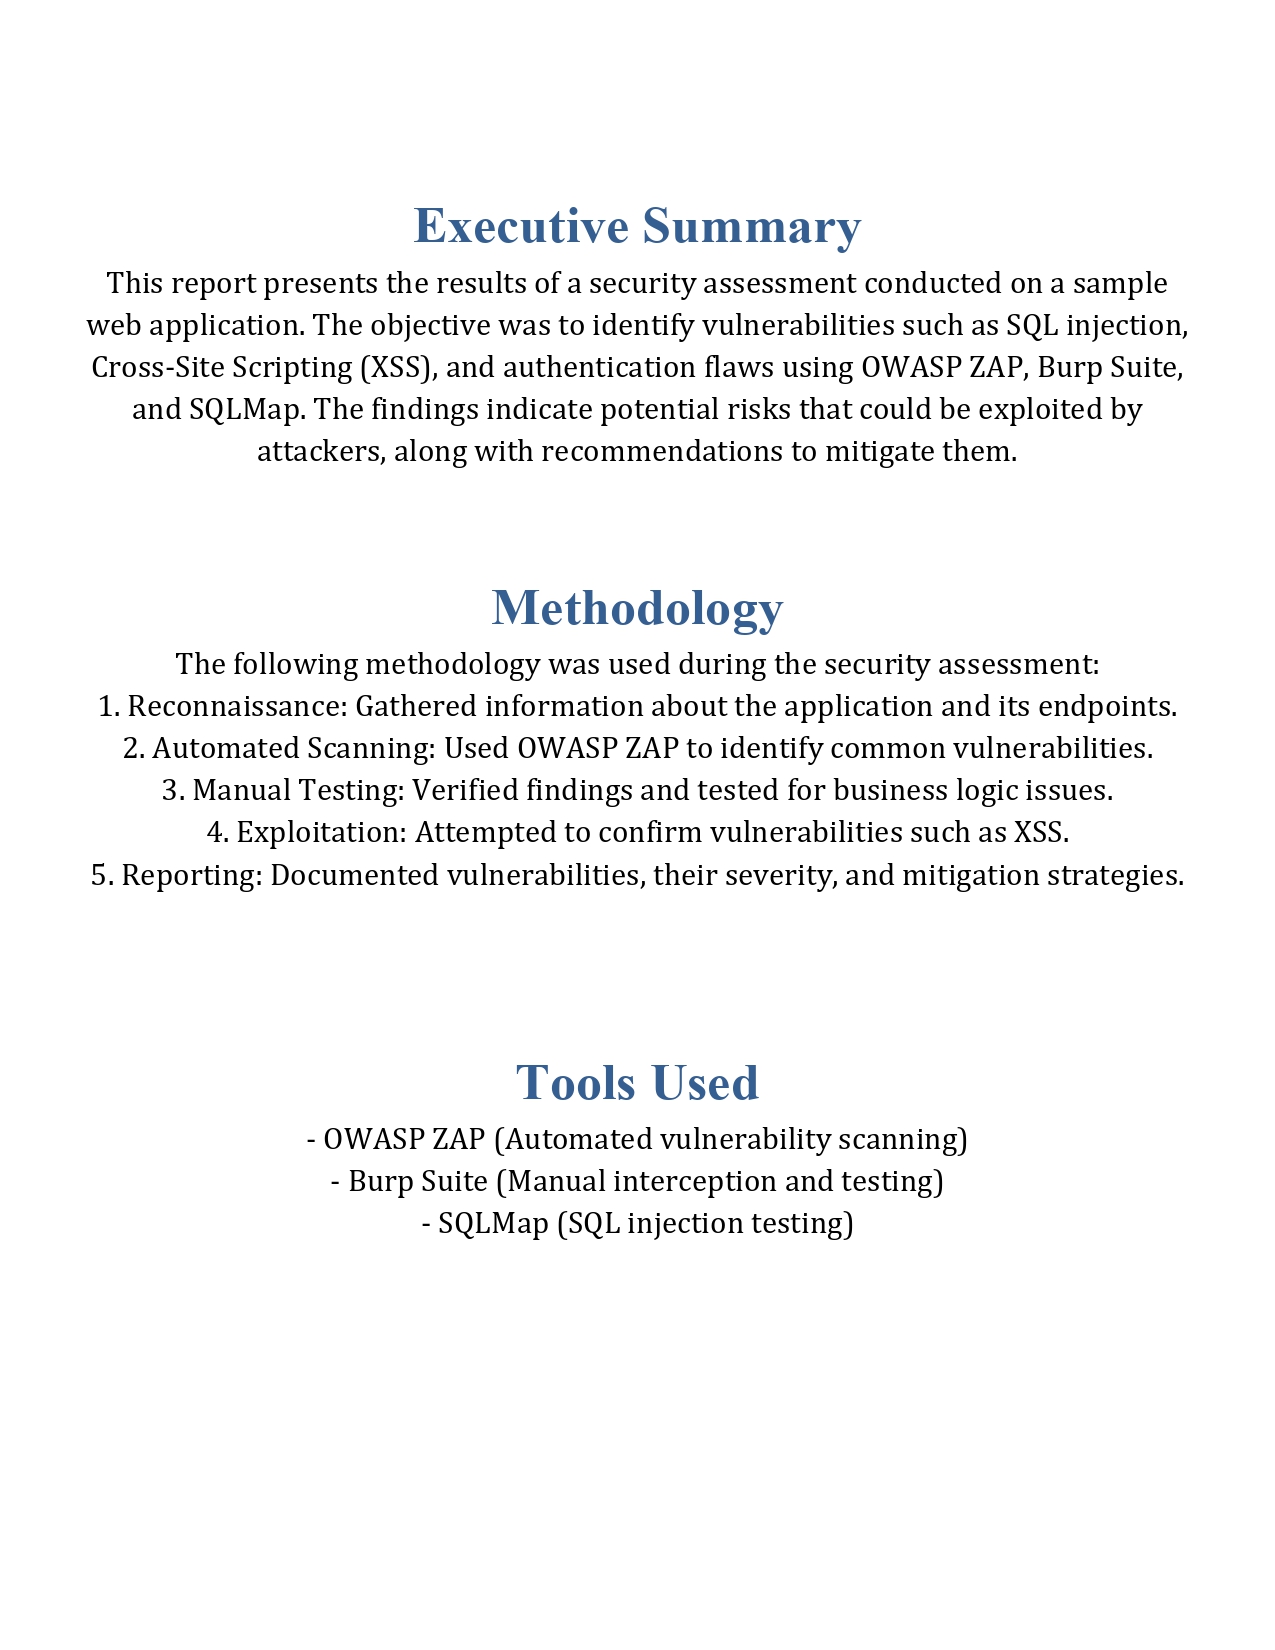 Executive Summary
This report presents the results of a security assessment conducted on a sample
web application. The objective was to identify vulnerabilities such as SQL injection,
Cross-Site Scripting (XSS), and authentication flaws using OWASP ZAP, Burp Suite,
and SQLMap. The findings indicate potential risks that could be exploited by
attackers, along with recommendations to mitigate them.
Methodology
The following methodology was used during the security assessment:
1. Reconnaissance: Gathered information about the application and its endpoints.
2. Automated Scanning: Used OWASP ZAP to identify common vulnerabilities.
3. Manual Testing: Verified findings and tested for business logic issues.
4. Exploitation: Attempted to confirm vulnerabilities such as XSS.
5. Reporting: Documented vulnerabilities, their severity, and mitigation strategies.
Tools Used
- OWASP ZAP (Automated vulnerability scanning)
- Burp Suite (Manual interception and testing)
- SQLMap (SQL injection testing)